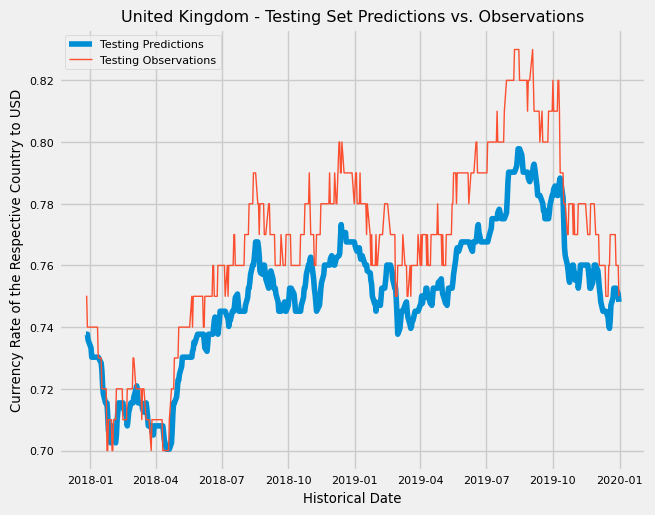 United Kingdom - Testing Set Predictions vs. Observations
Testing Predictions
Testing Observations
Currency Rate of the Respective Country to USD
0.82
0.80
0.78
0.76
0.74
0.72
0.70
2018-01 2018-04 2018-07 2018-10 2019-01 2019-04 2019-07 2019-10 2020-01
Historical Date